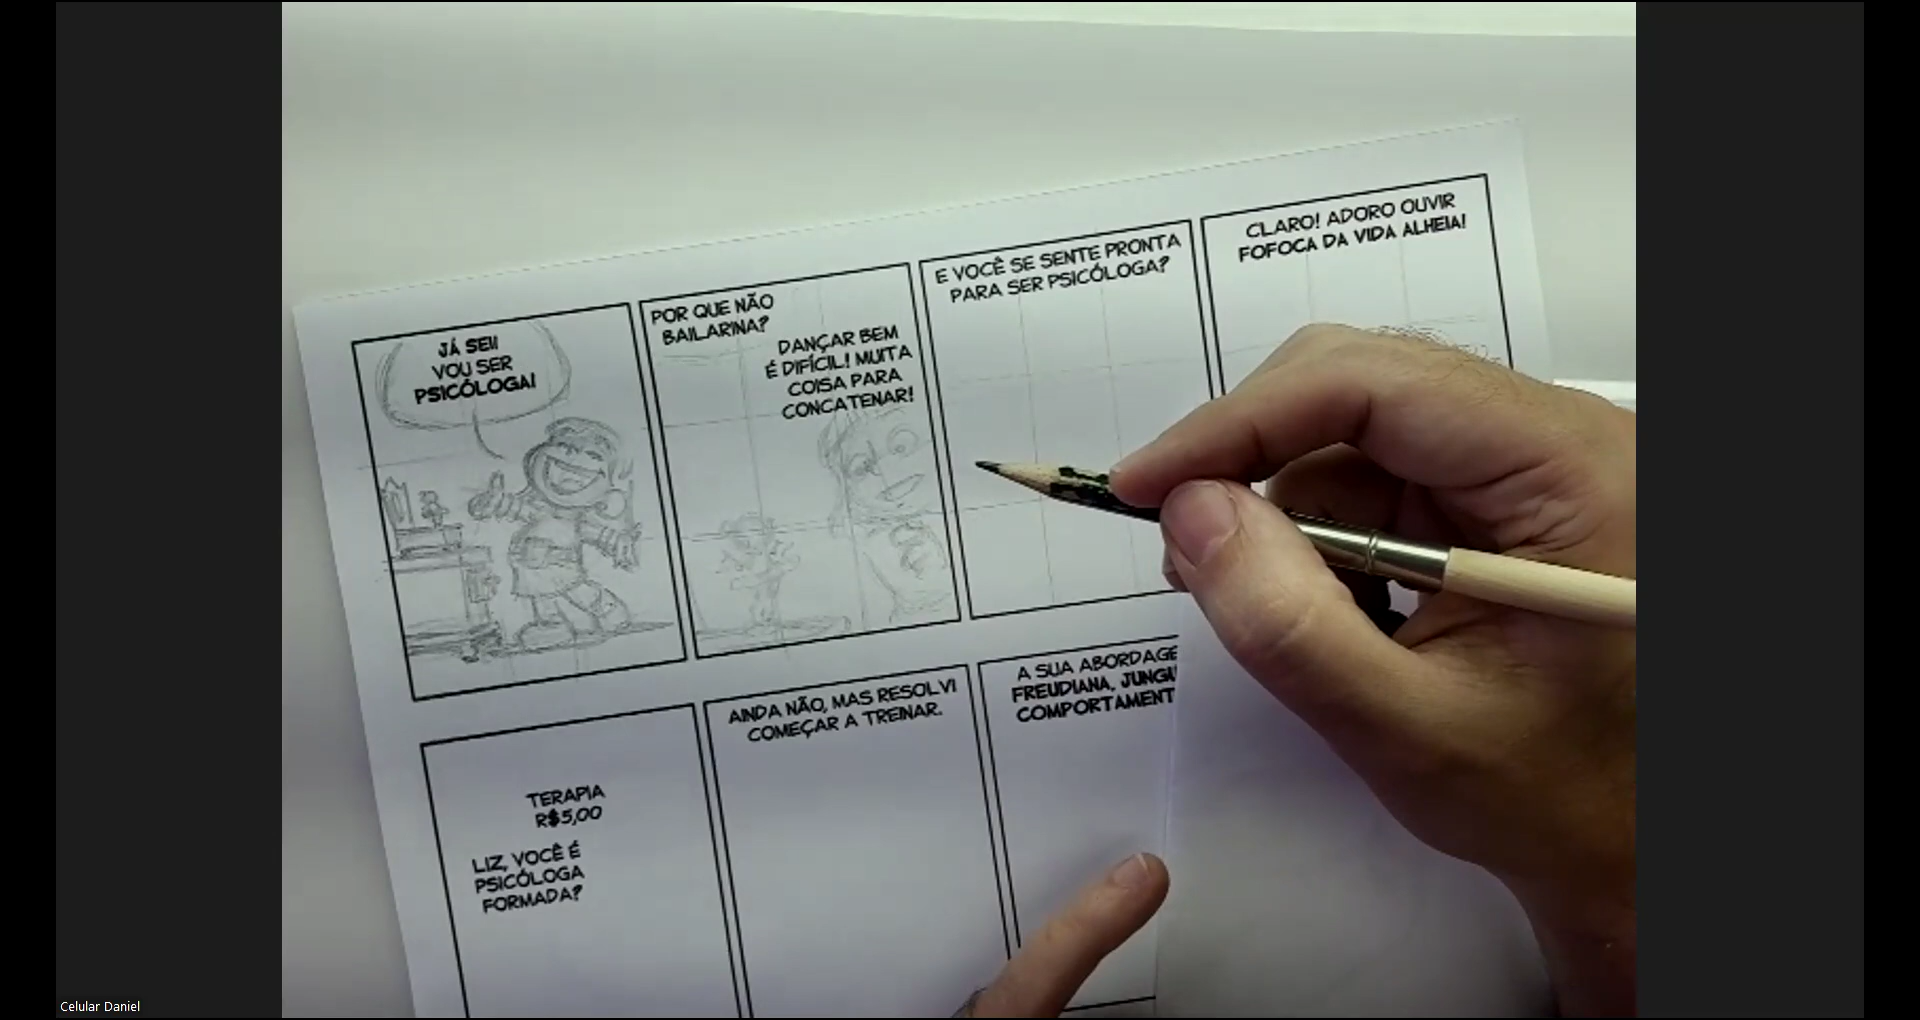 JÁ SEI!
VOU SER
PSICÓLOGA!
POR QUE NÃO
BAILARINA?
DANÇAR BEM
É DIFÍCIL! MUITA
COISA PARA
CONCATENAR!
E VOCÊ SE SENTE PRONTA
PARA SER PSICÓLOGA?
CLARO! ADORO OUVIR
FOFOCA DA VIDA ALHEIA!
TERAPIA
R$5,00
LIZ, VOCÊ É
PSICÓLOGA
FORMADA?
AINDA NÃO, MAS RESOLVI
COMEÇAR A TREINAR.
A SUA ABORDAGE
FREUDIANA, JUNGU
COMPORTAMENT
Celular Daniel